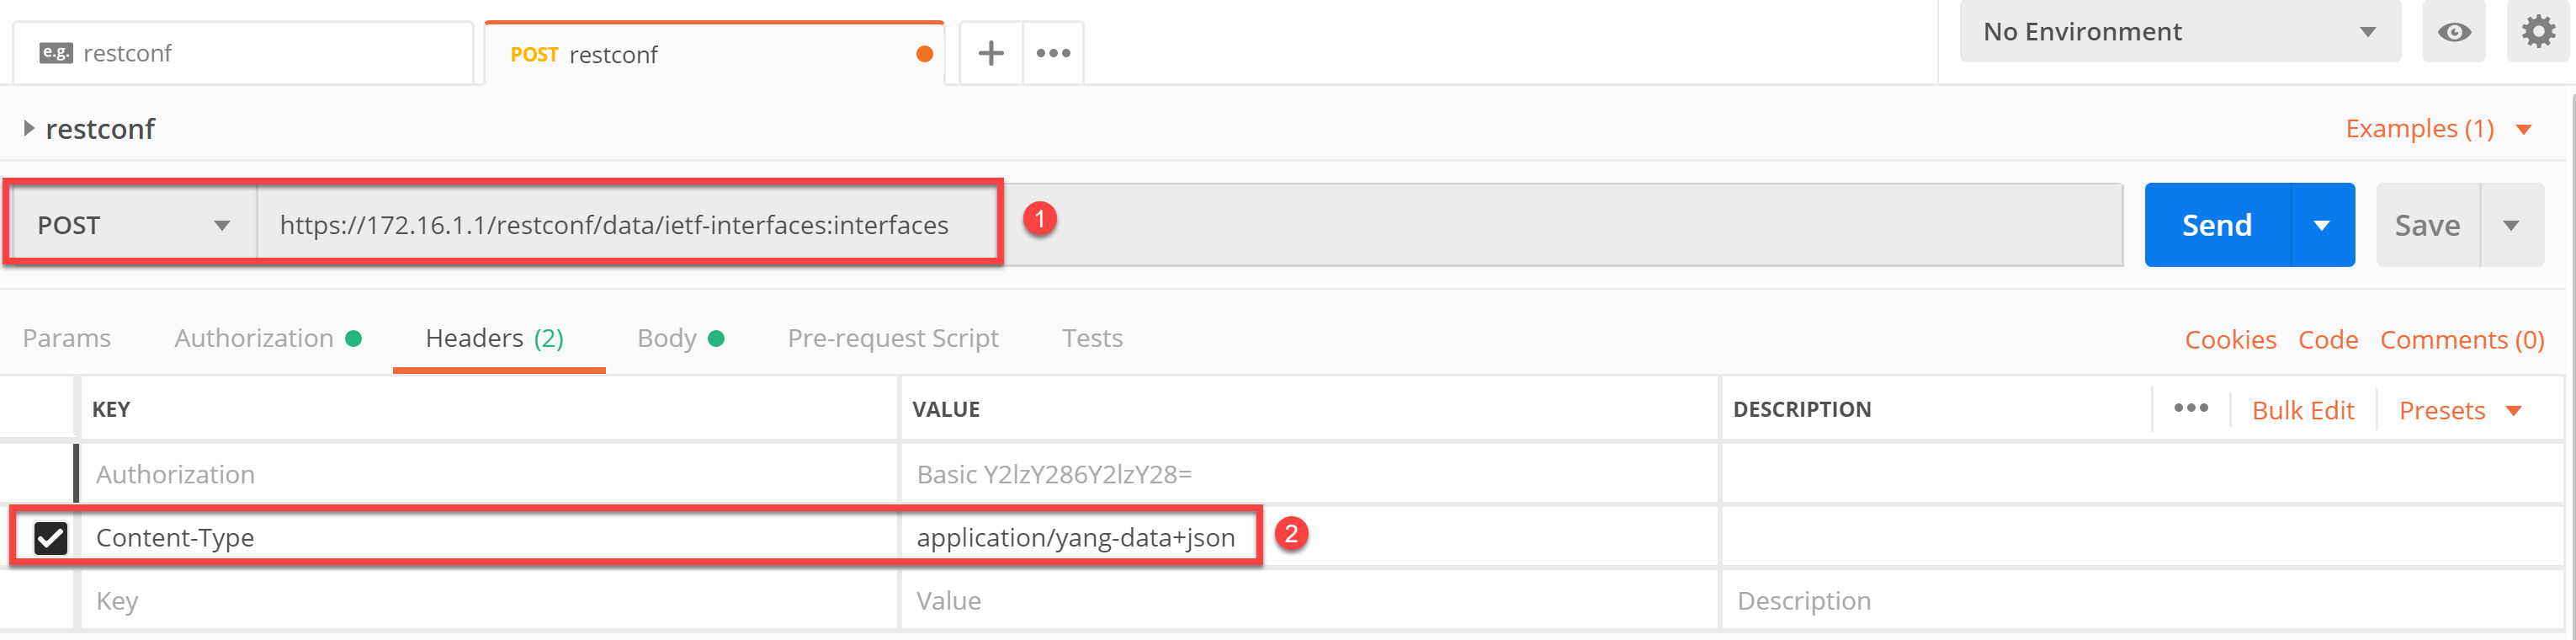 e.g. restconf
POST restconf
No Environment
restconf
Examples (1)
POST
https://172.16.1.1/restconf/data/ietf-interfaces:interfaces
1
Send
Save
Params
Authorization
Headers (2)
Body
Pre-request Script
Tests
Cookies
Code
Comments (0)
KEY
VALUE
DESCRIPTION
Bulk Edit
Presets
Authorization
Basic Y2lzY286Y2lzY28=
Content-Type
application/yang-data+json
2
Key
Value
Description